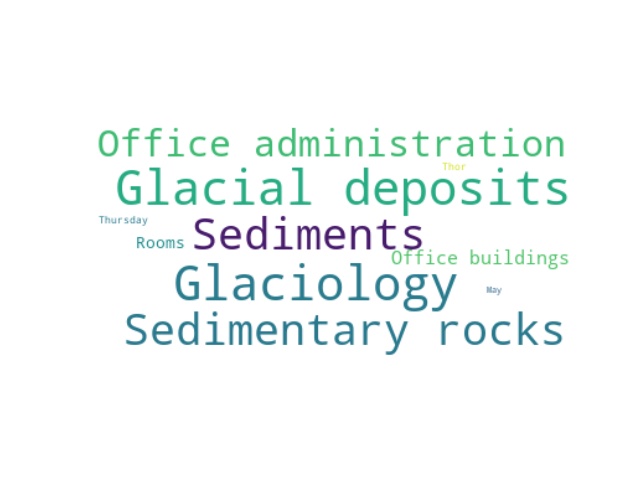 Office administration
Thor
Glacial deposits
Thursday
Sediments
Rooms
Office buildings
Glaciology
May
Sedimentary rocks